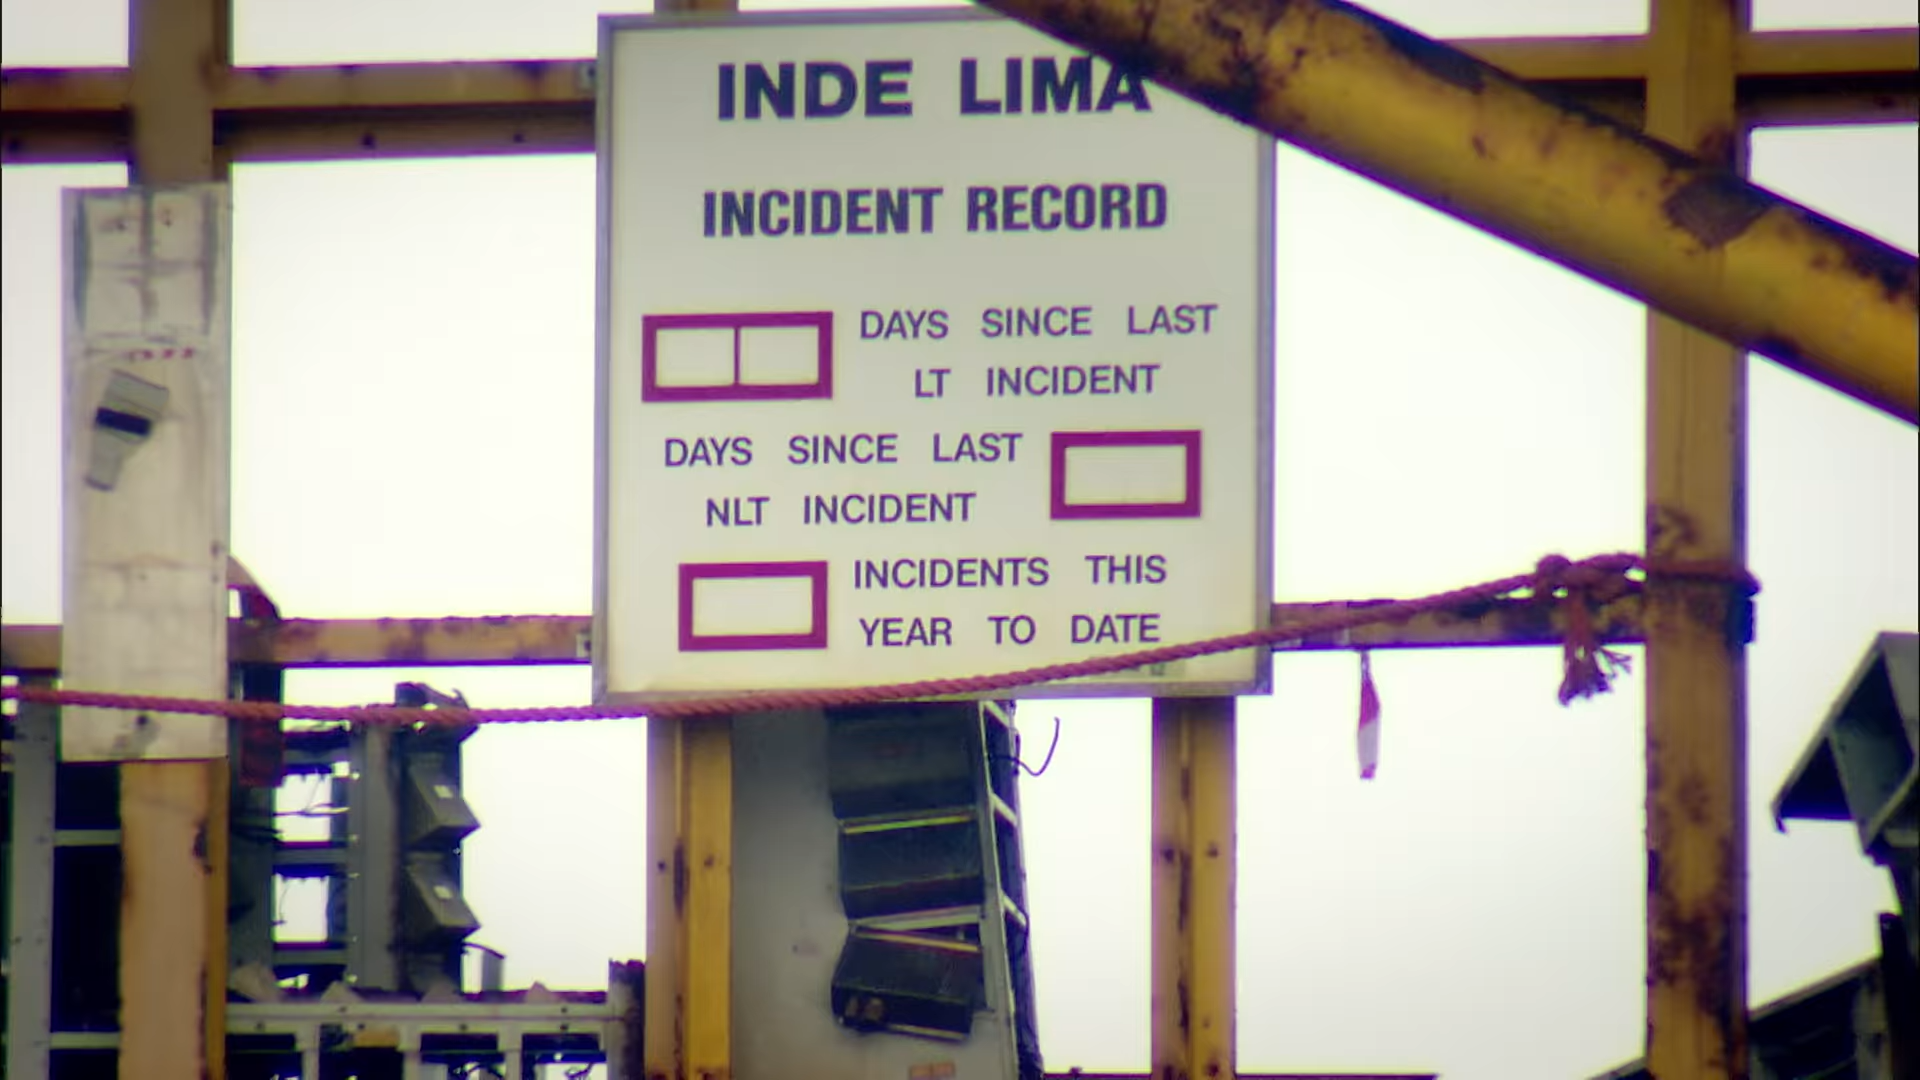 INDE LIMA
INCIDENT RECORD
DAYS SINCE LAST
LT INCIDENT
DAYS SINCE LAST
NLT INCIDENT
INCIDENTS THIS
YEAR TO DATE